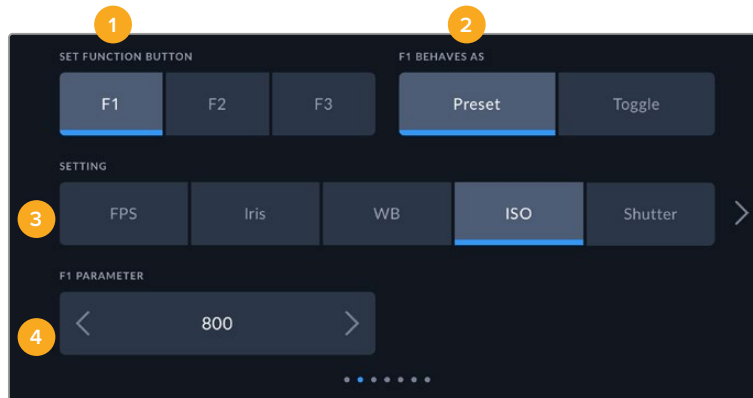 1 2
SET FUNCTION BUTTON F1 BEHAVES AS
F1 F2 F3 Preset Toggle
SETTING
3 FPS Iris WB ISO Shutter
F1 PARAMETER
4 800